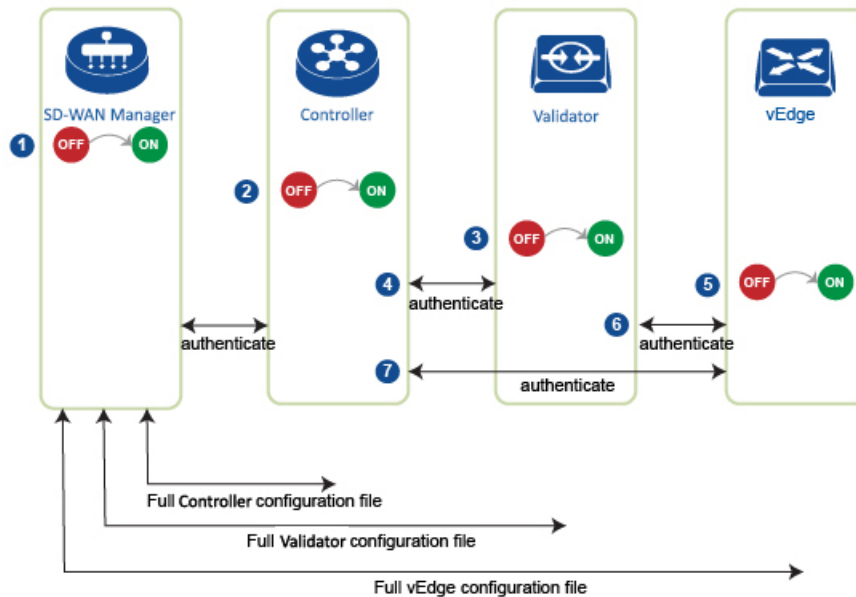 SD-WAN Manager
Controller
Validator
vEdge
1 OFF ON
2 OFF ON
3 OFF ON
4 authenticate
5 OFF ON
authenticate
6 authenticate
7 authenticate
Full Controller configuration file
Full Validator configuration file
Full vEdge configuration file